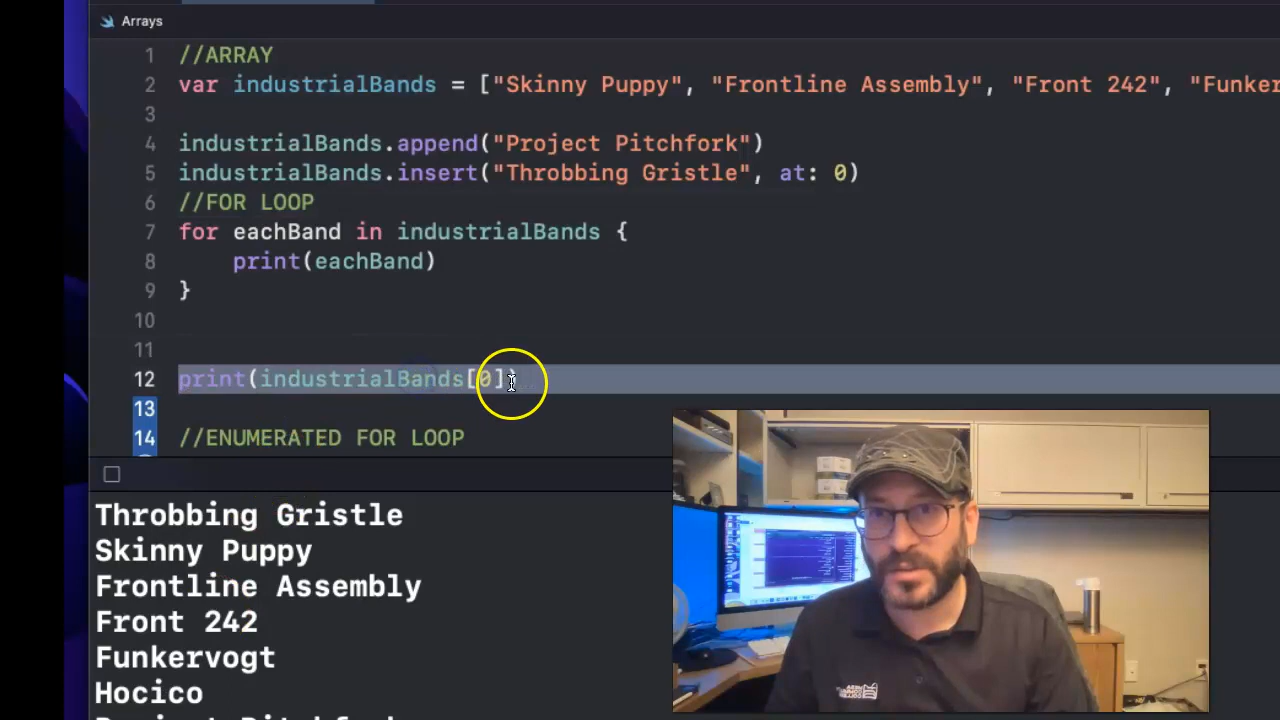 Arrays
1 //ARRAY
2 var industrialBands = ["Skinny Puppy", "Frontline Assembly", "Front 242", "Funker
3
4 industrialBands.append("Project Pitchfork")
5 industrialBands.insert("Throbbing Gristle", at: 0)
6 //FOR LOOP
7 for eachBand in industrialBands {
8 print(eachBand)
9 }
10
11
12 print(industrialBands[0])
13
14 //ENUMERATED FOR LOOP
Throbbing Gristle
Skinny Puppy
Frontline Assembly
Front 242
Funkervogt
Hocico
Project Pitchfork